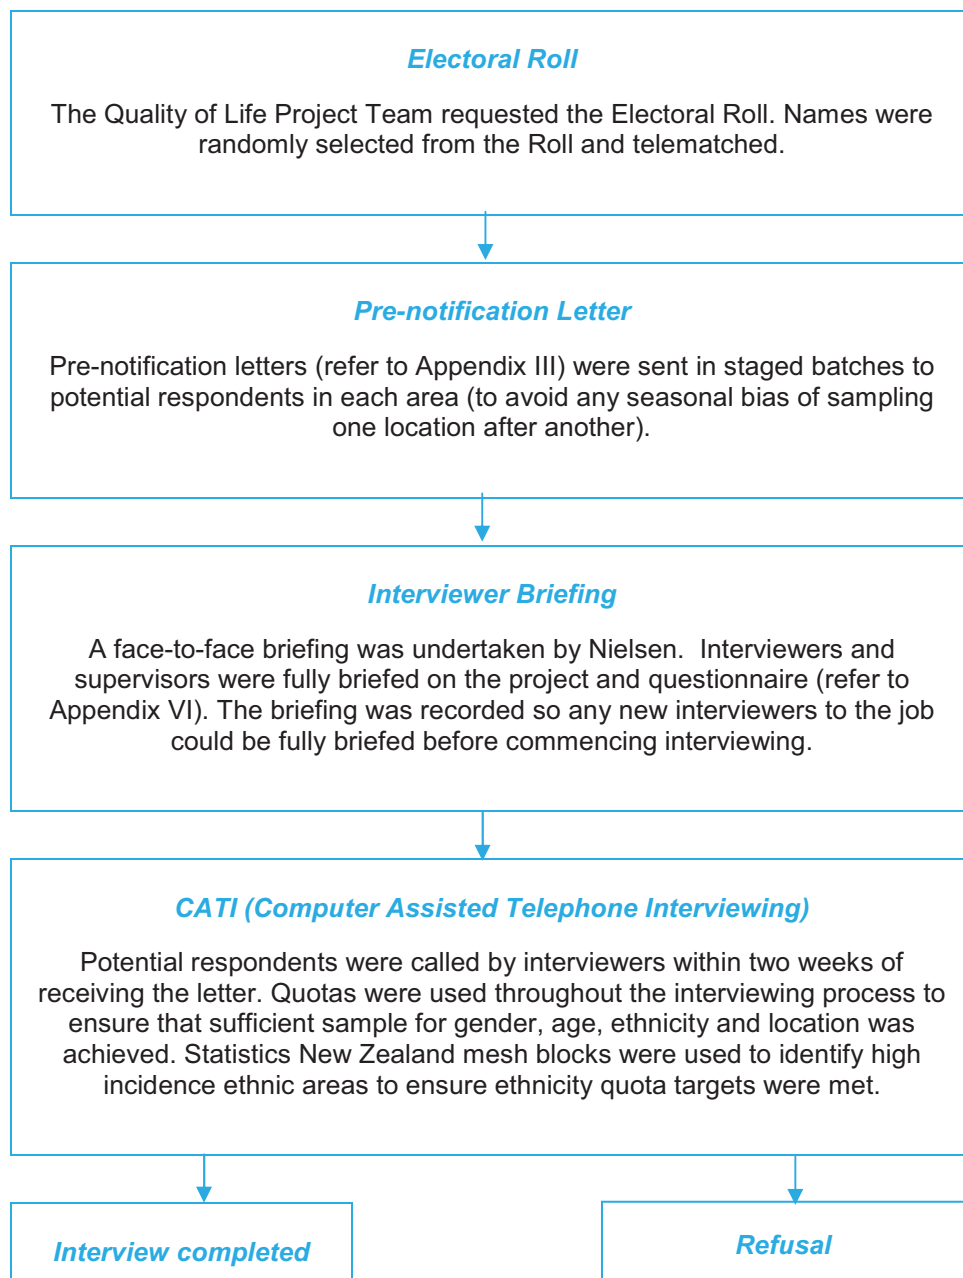 Electoral Roll
The Quality of Life Project Team requested the Electoral Roll. Names were
randomly selected from the Roll and telematched.
Pre-notification Letter
Pre-notification letters (refer to Appendix III) were sent in staged batches to
potential respondents in each area (to avoid any seasonal bias of sampling
one location after another).
Interviewer Briefing
A face-to-face briefing was undertaken by Nielsen.  Interviewers and
supervisors were fully briefed on the project and questionnaire (refer to
Appendix VI). The briefing was recorded so any new interviewers to the job
could be fully briefed before commencing interviewing.
CATI (Computer Assisted Telephone Interviewing)
Potential respondents were called by interviewers within two weeks of
receiving the letter. Quotas were used throughout the interviewing process to
ensure that sufficient sample for gender, age, ethnicity and location was
achieved. Statistics New Zealand mesh blocks were used to identify high
incidence ethnic areas to ensure ethnicity quota targets were met.
Interview completed
Refusal